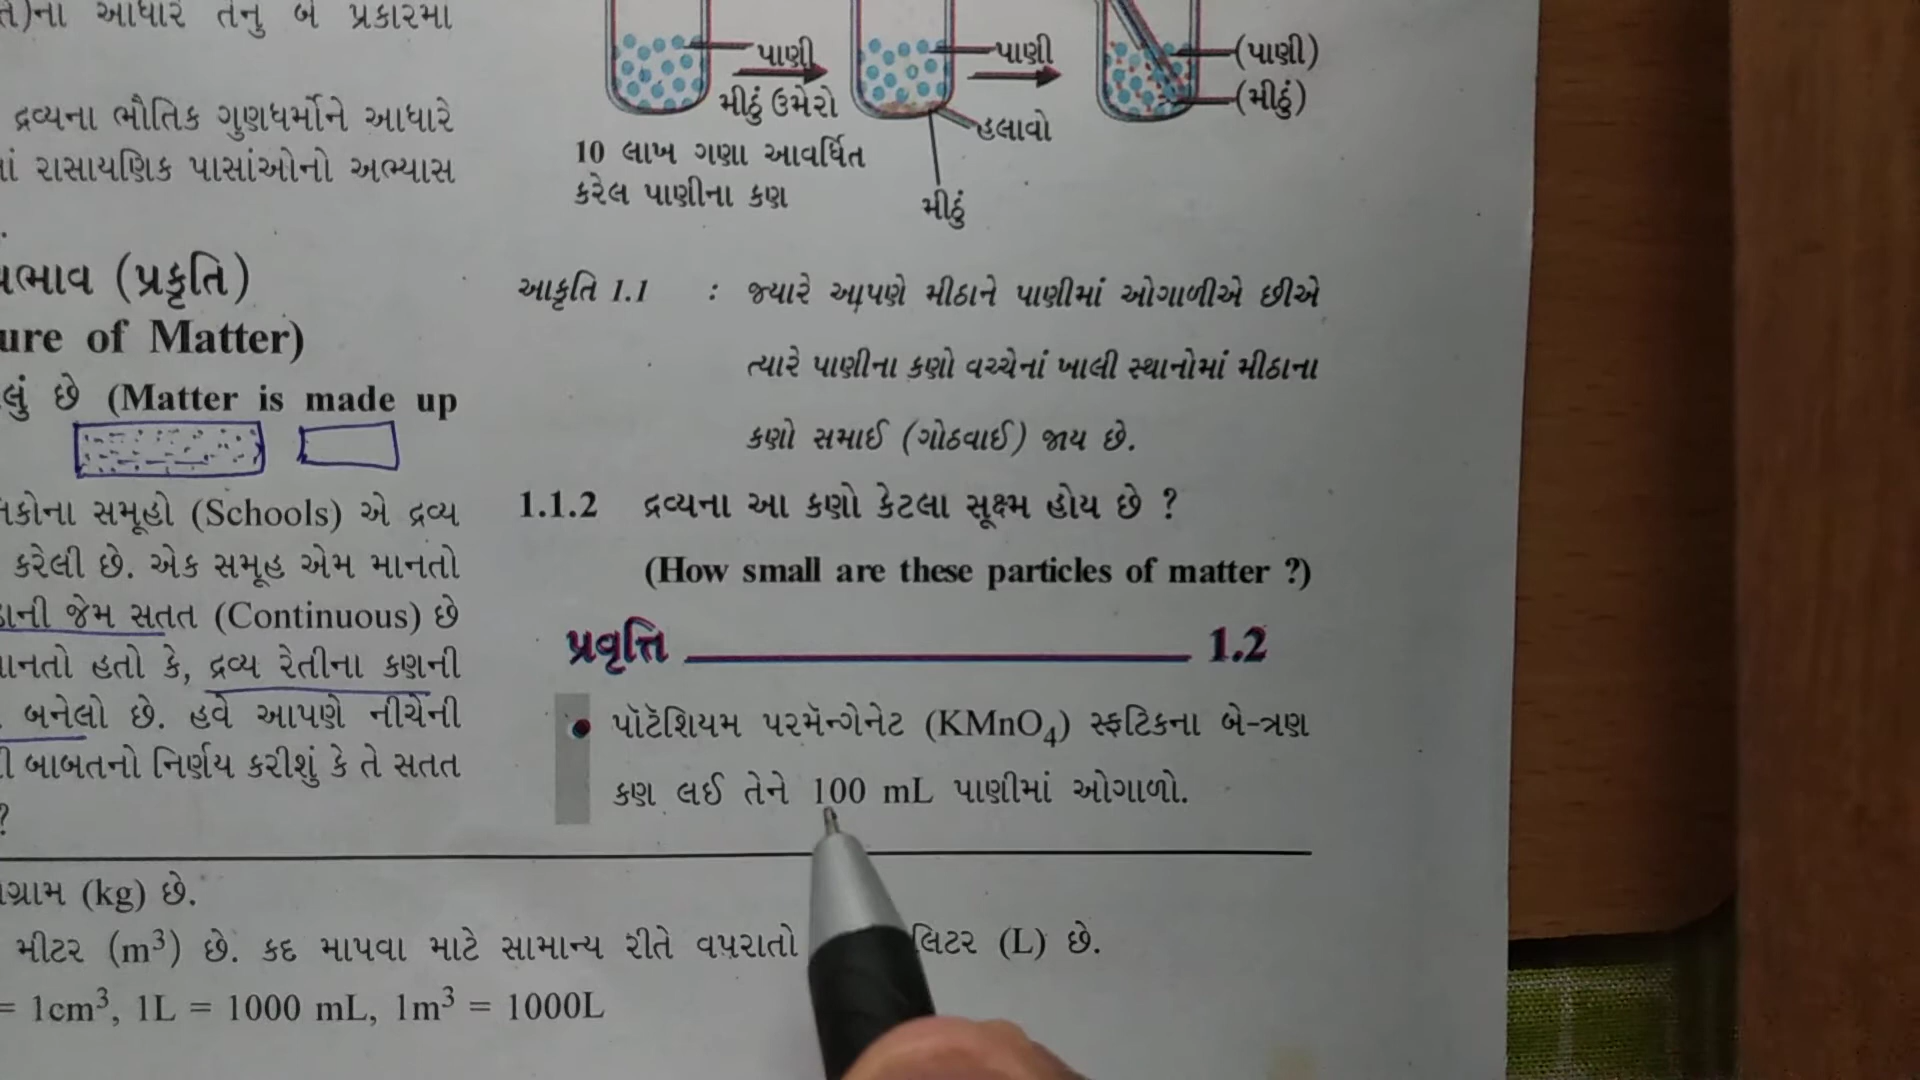 આધારે તેનું બે પ્રકારમાં
દ્રવ્યના ભૌતિક ગુણધર્મોને આધારે
રાસાયણિક પાસાંઓનો અભ્યાસ
(પ્રકૃતિ)
of Matter)
છે (Matter is made up
સમૂહો (Schools) એ દ્રવ્ય
કરેલી છે. એક સમૂહ એમ માનતો
જેમ સતત (Continuous) છે
માનતો હતો કે, દ્રવ્ય રેતીના કણની
બનેલો છે. હવે આપણે નીચેની
બાબતનો નિર્ણય કરીશું કે તે સતત
?
પાણી
મીઠું ઉમેરો
પાણી
હલાવો
(પાણી)
(મીઠું)
10 લાખ ગણા આવર્ધિત
કરેલ પાણીના કણ
મીઠું
આકૃતિ 1.1 : જ્યારે આપણે મીઠાને પાણીમાં ઓગાળીએ છીએ
ત્યારે પાણીના કણો વચ્ચેનાં ખાલી સ્થાનોમાં મીઠાના
કણો સમાઈ (ગોઠવાઈ) જાય છે.
1.1.2 દ્રવ્યના આ કણો કેટલા સૂક્ષ્મ હોય છે ?
(How small are these particles of matter ?)
પ્રવૃત્તિ 1.2
• પૉટૅશિયમ પરમૅન્ગેનેટ (KMnO₄) સ્ફટિકના બે-ત્રણ
કણ લઈ તેને 100 mL પાણીમાં ઓગાળો.
(kg) છે.
મીટર (m³) છે. કદ માપવા માટે સામાન્ય રીતે વપરાતો લિટર (L) છે.
= 1cm³, 1L = 1000 mL, 1m³ = 1000L